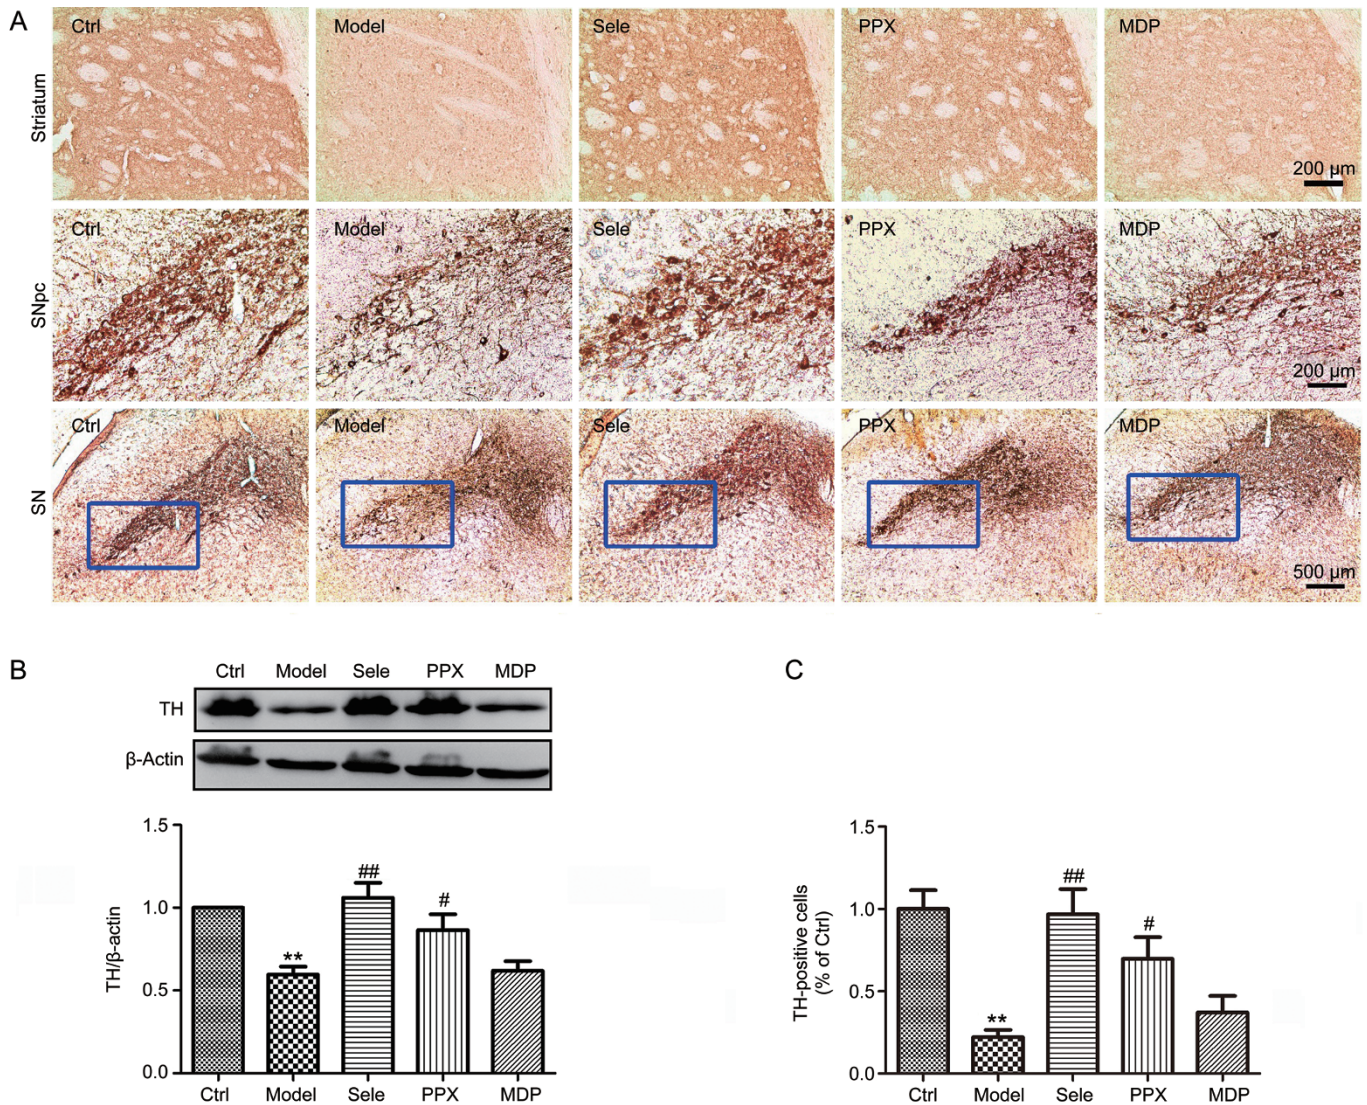 A
Ctrl
Model
Sele
PPX
MDP
Striatum
200 µm
Ctrl
Model
Sele
PPX
MDP
SNpc
200 µm
Ctrl
Model
Sele
PPX
MDP
SN
500 µm
B
Ctrl Model Sele PPX MDP
TH
β-Actin
1.5
1.0
0.5
0.0
TH/β-actin
**
##
#
Ctrl Model Sele PPX MDP
C
1.5
1.0
0.5
0.0
TH-positive cells
(% of Ctrl)
**
##
#
Ctrl Model Sele PPX MDP